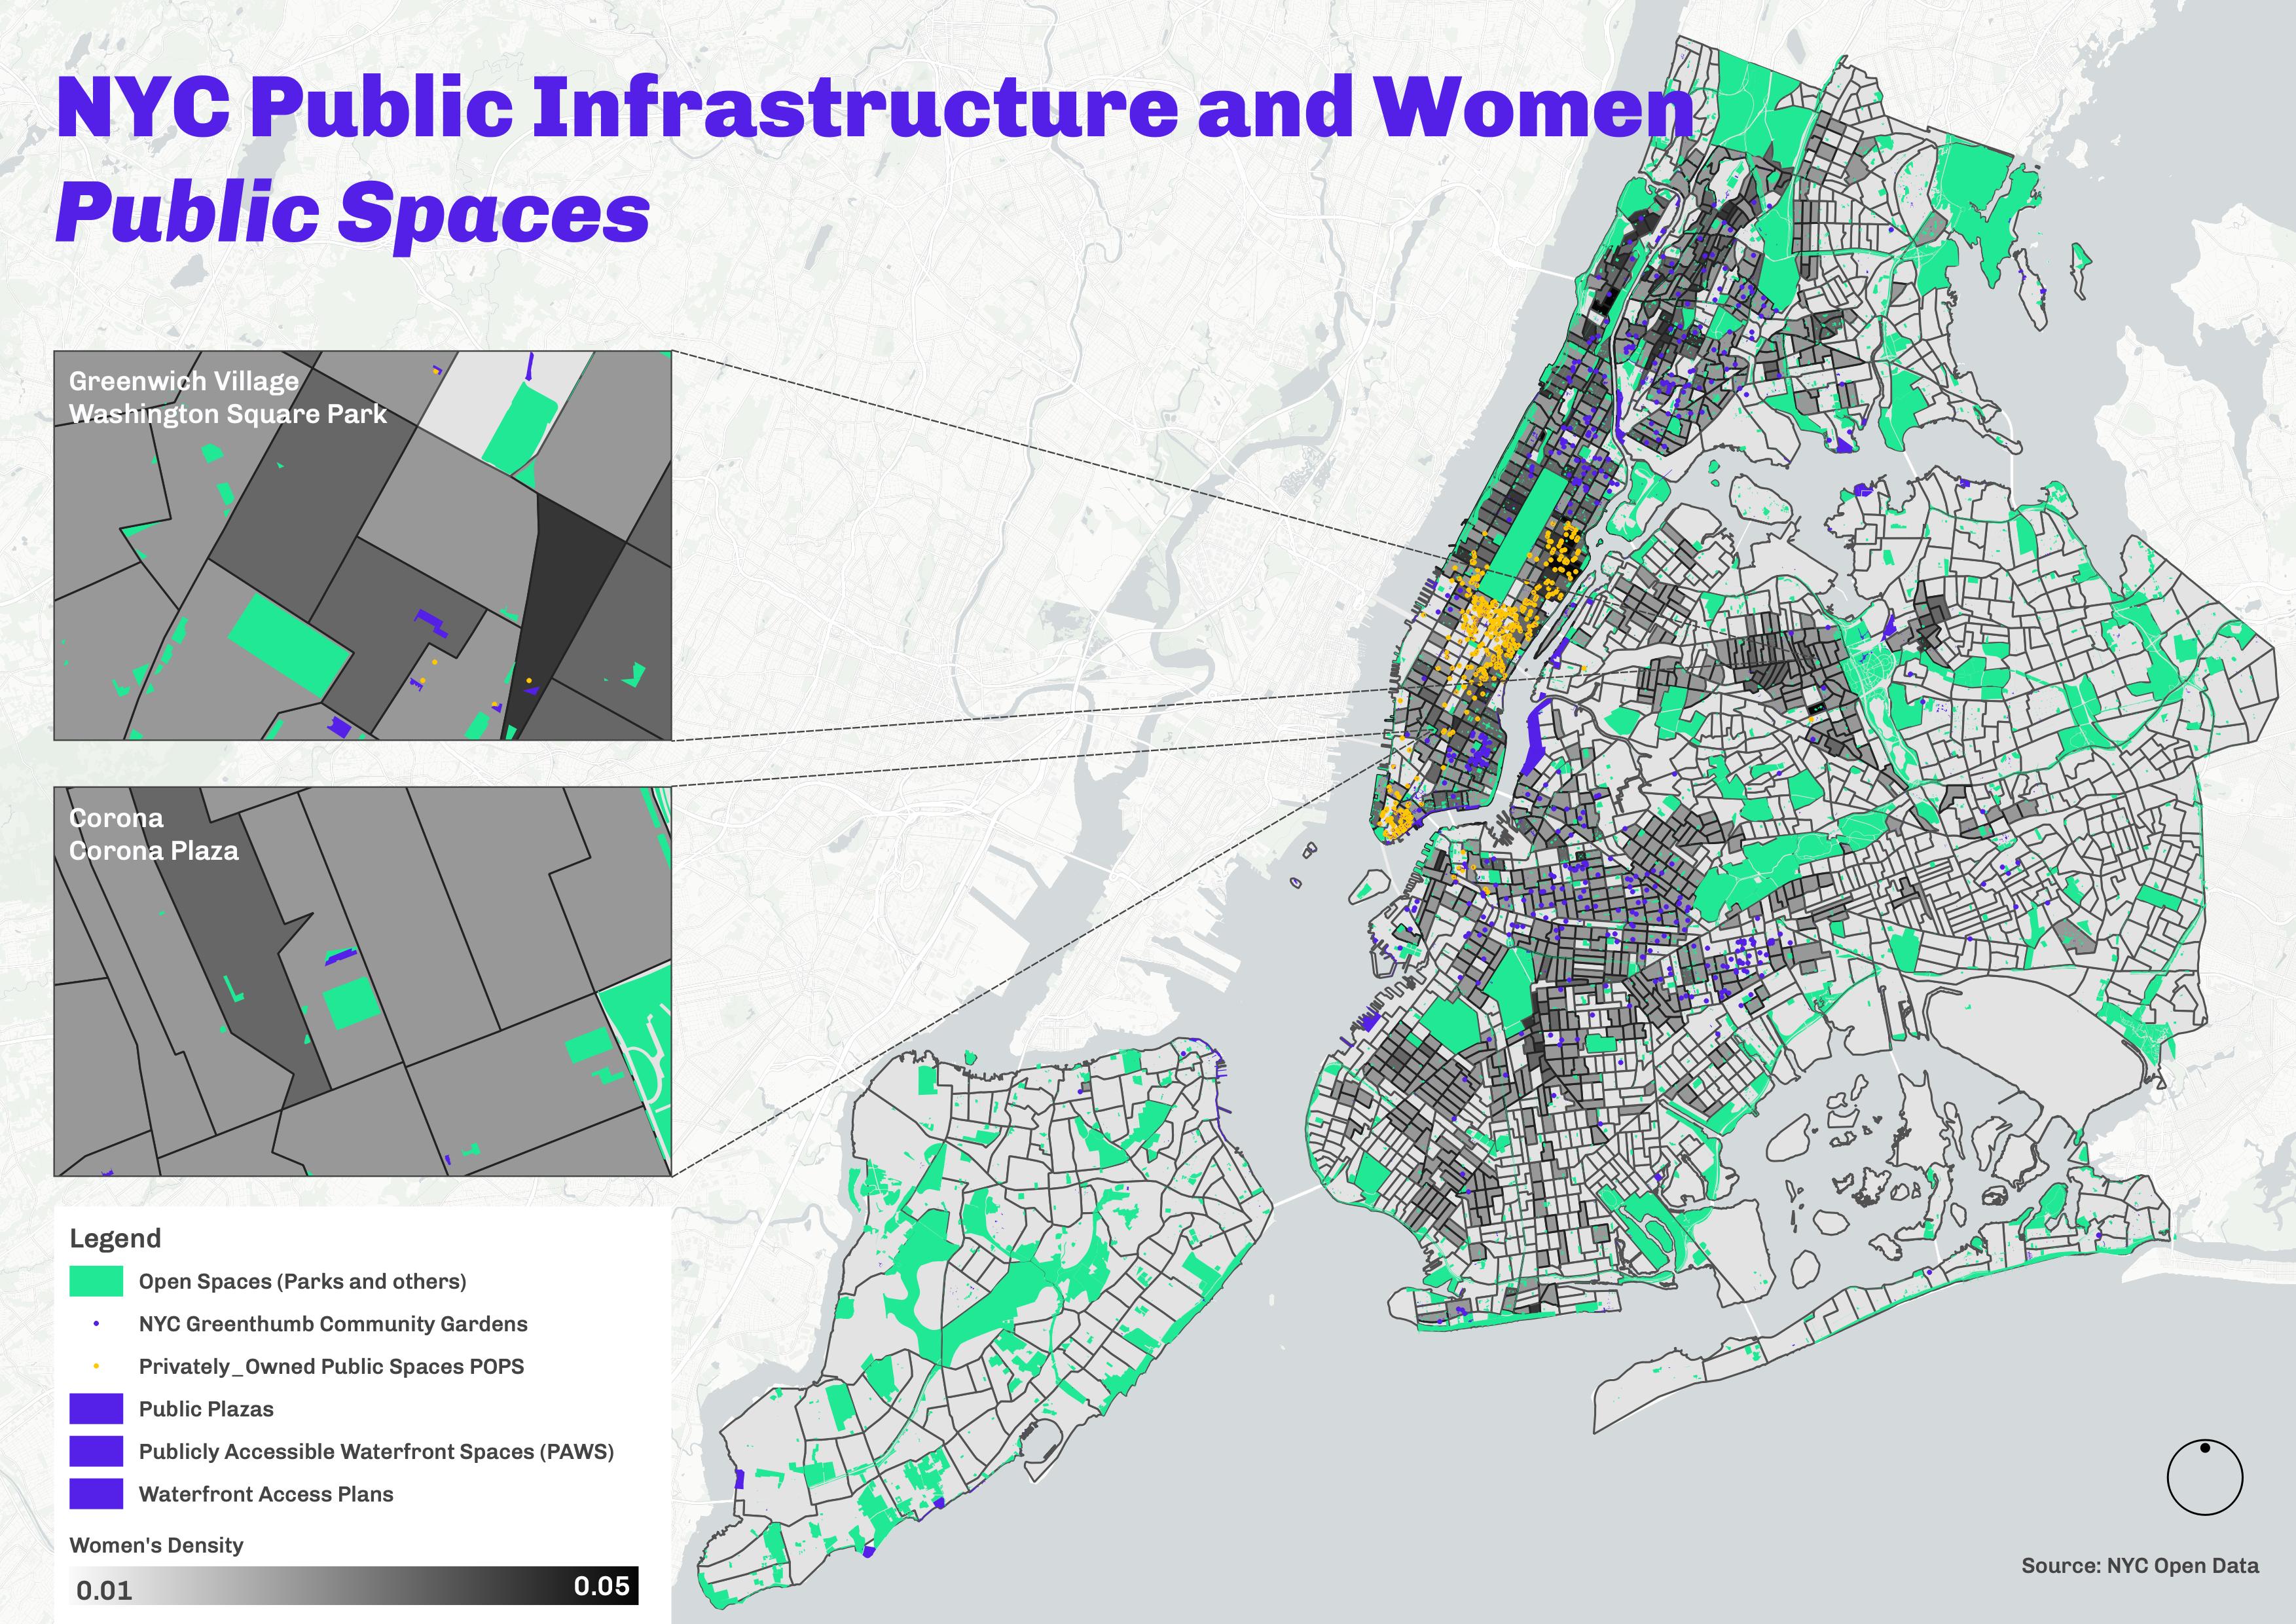 NYC Public Infrastructure and Women
Public Spaces
Greenwich Village
Washington Square Park
Corona
Corona Plaza
Legend
Open Spaces (Parks and others)
NYC Greenthumb Community Gardens
Privately_Owned Public Spaces POPS
Public Plazas
Publicly Accessible Waterfront Spaces (PAWS)
Waterfront Access Plans
Women's Density
0.01
0.05
Source: NYC Open Data